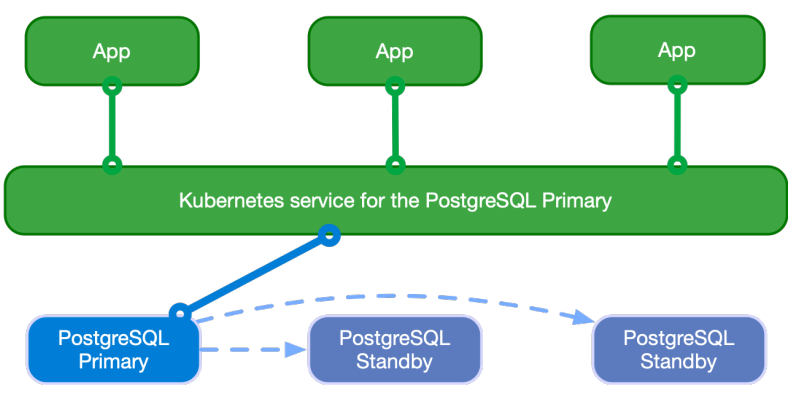 App
App
App
Kubernetes service for the PostgreSQL Primary
PostgreSQL
Primary
PostgreSQL
Standby
PostgreSQL
Standby